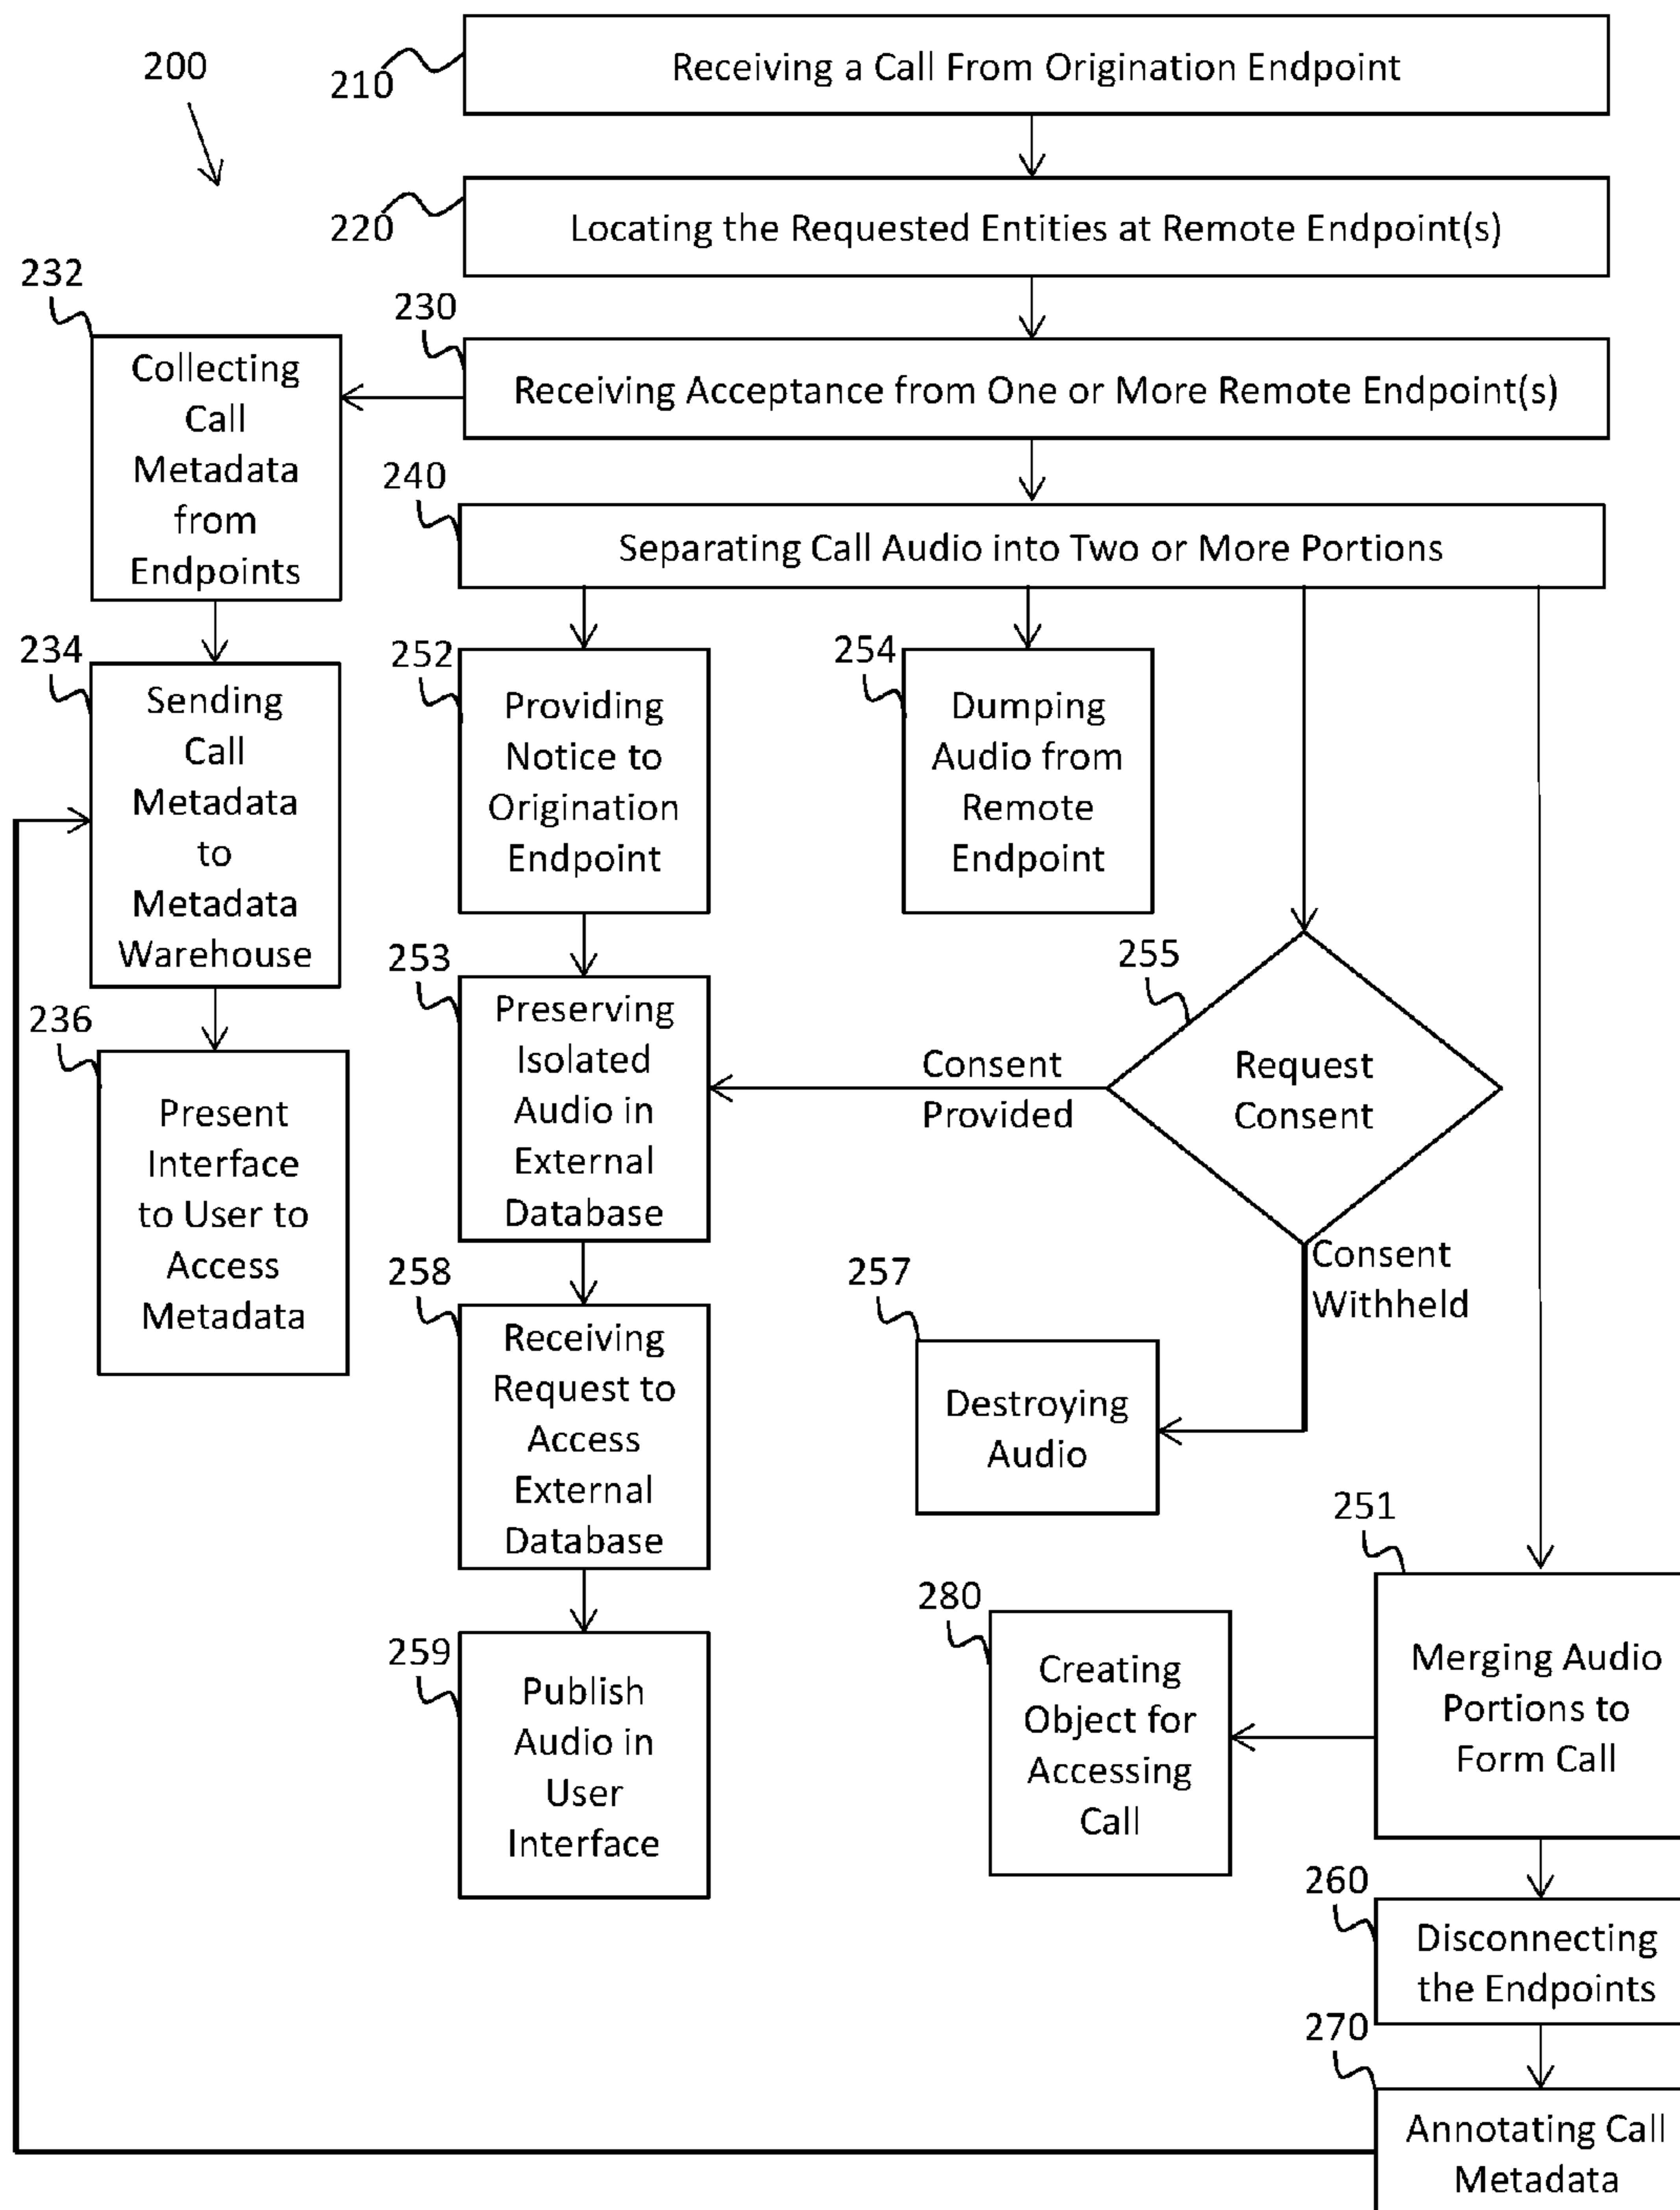 200
210
Receiving a Call From Origination Endpoint
220
Locating the Requested Entities at Remote Endpoint(s)
230
Receiving Acceptance from One or More Remote Endpoint(s)
232
Collecting
Call
Metadata
from
Endpoints
240
Separating Call Audio into Two or More Portions
234
Sending
Call
Metadata
to
Metadata
Warehouse
236
Present
Interface
to User to
Access
Metadata
252
Providing
Notice to
Origination
Endpoint
253
Preserving
Isolated
Audio in
External
Database
258
Receiving
Request to
Access
External
Database
259
Publish
Audio in
User
Interface
254
Dumping
Audio from
Remote
Endpoint
255
Request
Consent
Consent
Provided
Consent
Withheld
257
Destroying
Audio
251
Merging Audio
Portions to
Form Call
280
Creating
Object for
Accessing
Call
260
Disconnecting
the Endpoints
270
Annotating Call
Metadata